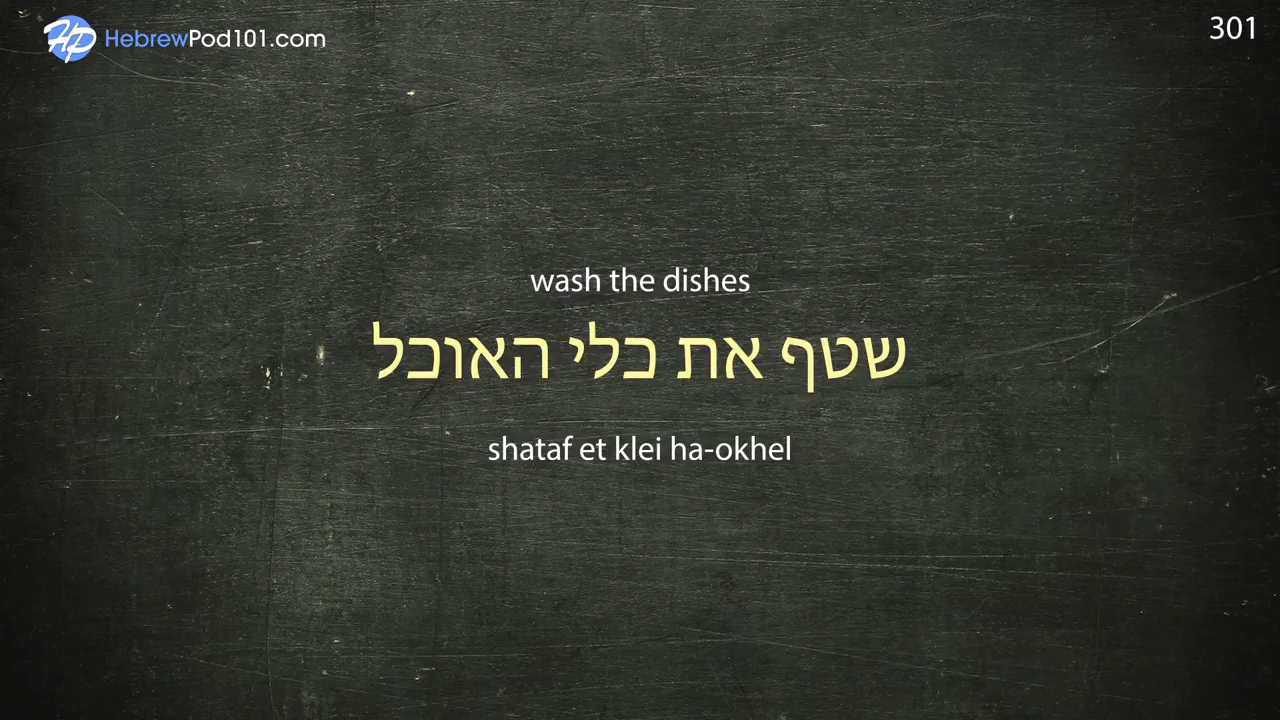 HebrewPod101.com
301
wash the dishes
שטף את כלי האוכל
shataf et klei ha-okhel